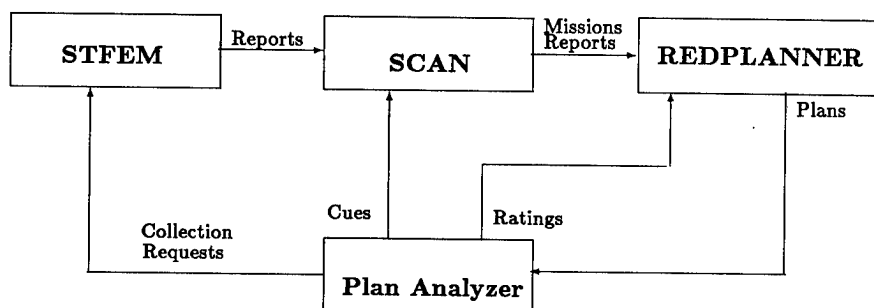 STFEM
Reports
SCAN
Missions
Reports
REDPLANNER
Plans
Collection
Requests
Cues
Ratings
Plan Analyzer